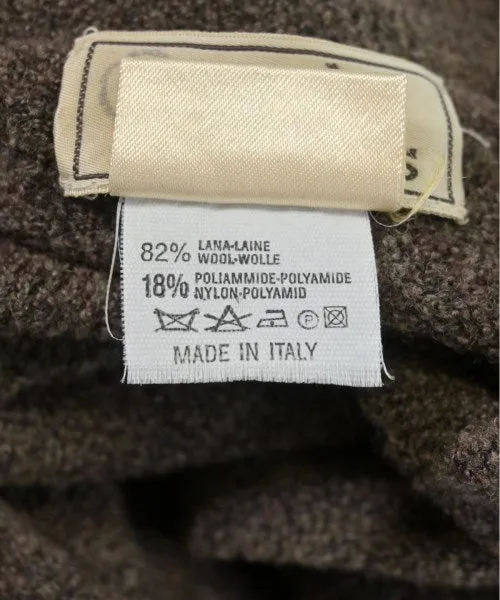 82% LANA-LAINE
WOOL-WOLLE
18% POLIAMMIDE-POLYAMIDE
NYLON-POLYAMID
P
MADE IN ITALY